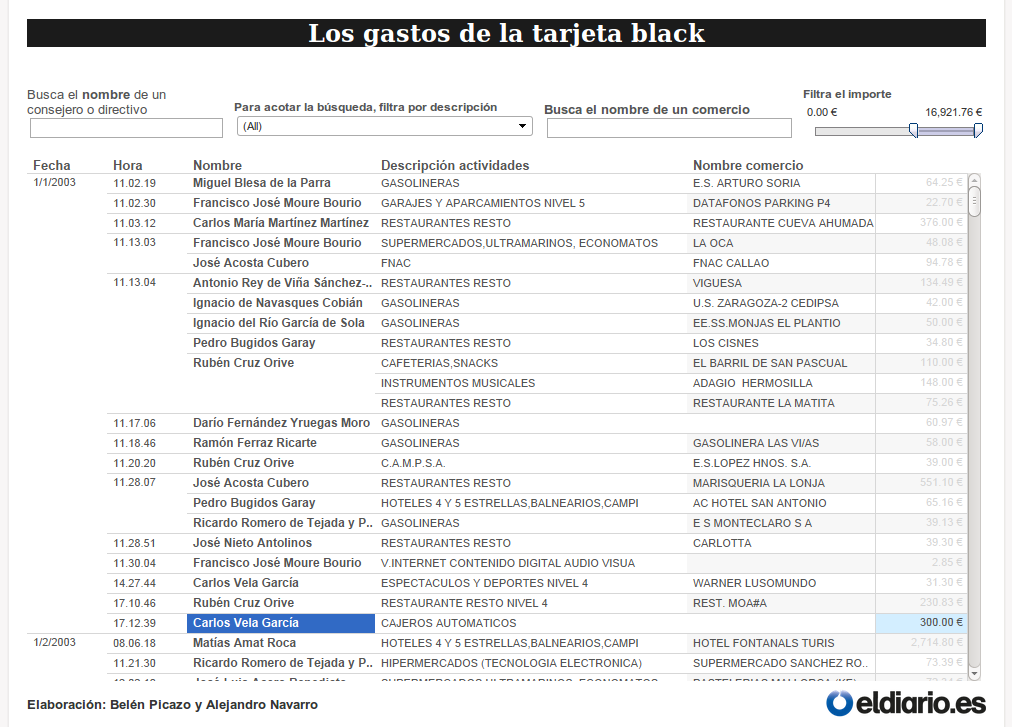 Los gastos de la tarjeta black
Busca el nombre de un
consejero o directivo
Para acotar la búsqueda, filtra por descripción
(All)
Busca el nombre de un comercio
Filtra el importe
0.00 € 16,921.76 €
Fecha Hora Nombre Descripción actividades Nombre comercio
1/1/2003 11.02.19 Miguel Blesa de la Parra GASOLINERAS E.S. ARTURO SORIA 64.25 €
11.02.30 Francisco José Moure Bourio GARAJES Y APARCAMIENTOS NIVEL 5 DATAFONOS PARKING P4 22.70 €
11.03.12 Carlos María Martínez Martínez RESTAURANTES RESTO RESTAURANTE CUEVA AHUMADA 376.00 €
11.13.03 Francisco José Moure Bourio SUPERMERCADOS,ULTRAMARINOS, ECONOMATOS LA OCA 48.08 €
José Acosta Cubero FNAC FNAC CALLAO 94.78 €
11.13.04 Antonio Rey de Viña Sánchez-.. RESTAURANTES RESTO VIGUESA 134.49 €
Ignacio de Navasques Cobián GASOLINERAS U.S. ZARAGOZA-2 CEDIPSA 42.00 €
Ignacio del Río García de Sola GASOLINERAS EE.SS.MONJAS EL PLANTIO 50.00 €
Pedro Bugidos Garay RESTAURANTES RESTO LOS CISNES 34.80 €
Rubén Cruz Orive CAFETERIAS,SNACKS EL BARRIL DE SAN PASCUAL 110.00 €
INSTRUMENTOS MUSICALES ADAGIO HERMOSILLA 148.00 €
RESTAURANTES RESTO RESTAURANTE LA MATITA 75.26 €
11.17.06 Darío Fernández Yruegas Moro GASOLINERAS 60.97 €
11.18.46 Ramón Ferraz Ricarte GASOLINERAS GASOLINERA LAS VI/AS 58.00 €
11.20.20 Rubén Cruz Orive C.A.M.P.S.A. E.S.LOPEZ HNOS. S.A. 39.00 €
11.28.07 José Acosta Cubero RESTAURANTES RESTO MARISQUERIA LA LONJA 551.10 €
Pedro Bugidos Garay HOTELES 4 Y 5 ESTRELLAS,BALNEARIOS,CAMPI AC HOTEL SAN ANTONIO 65.16 €
Ricardo Romero de Tejada y P.. GASOLINERAS E S MONTECLARO S A 39.13 €
11.28.51 José Nieto Antolinos RESTAURANTES RESTO CARLOTTA 39.30 €
11.30.04 Francisco José Moure Bourio V.INTERNET CONTENIDO DIGITAL AUDIO VISUA 2.85 €
14.27.44 Carlos Vela García ESPECTACULOS Y DEPORTES NIVEL 4 WARNER LUSOMUNDO 31.30 €
17.10.46 Rubén Cruz Orive RESTAURANTE RESTO NIVEL 4 REST. MOA#A 230.63 €
17.12.39 Carlos Vela García CAJEROS AUTOMATICOS 300.00 €
1/2/2003 08.06.18 Matías Amat Roca HOTELES 4 Y 5 ESTRELLAS,BALNEARIOS,CAMPI HOTEL FONTANALS TURIS 2,714.80 €
11.21.30 Ricardo Romero de Tejada y P.. HIPERMERCADOS (TECNOLOGIA ELECTRONICA) SUPERMERCADO SANCHEZ RO.. 73.39 €
Elaboración: Belén Picazo y Alejandro Navarro
eldiario.es